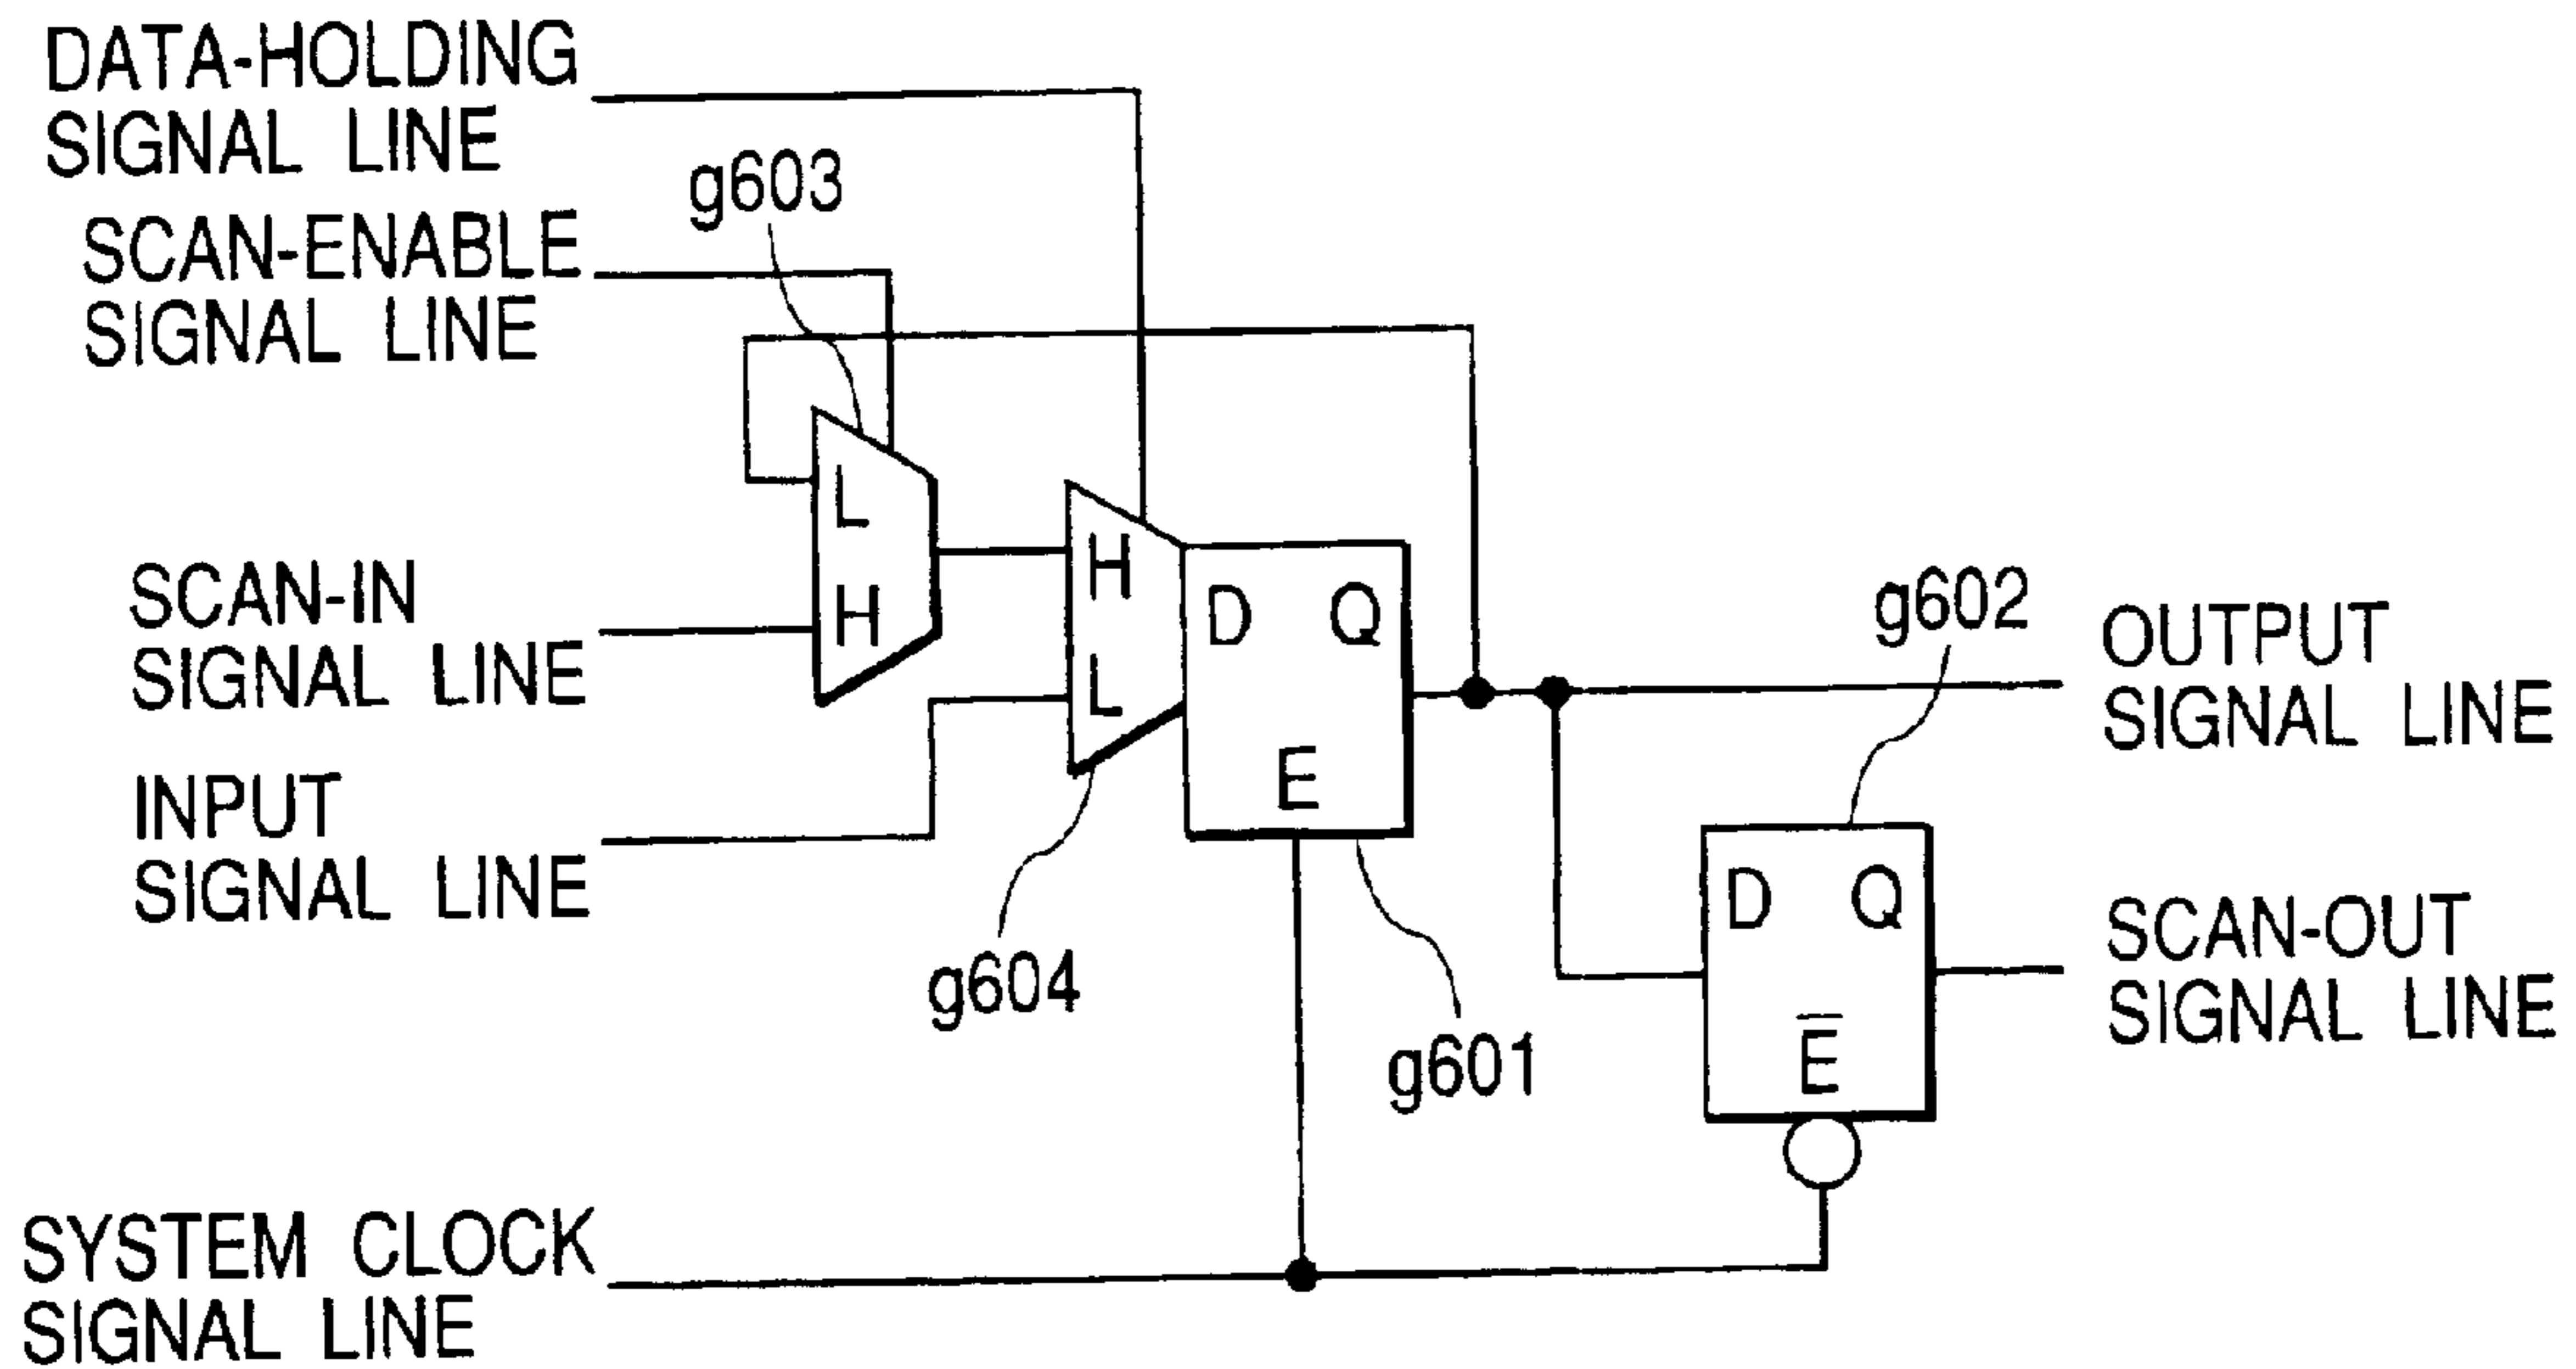 DATA-HOLDING
SIGNAL LINE
g603
SCAN-ENABLE
SIGNAL LINE
L
H
SCAN-IN
SIGNAL LINE
H
L
D Q
E
g602
OUTPUT
SIGNAL LINE
INPUT
SIGNAL LINE
g604
g601
D Q
E̅
SCAN-OUT
SIGNAL LINE
SYSTEM CLOCK
SIGNAL LINE